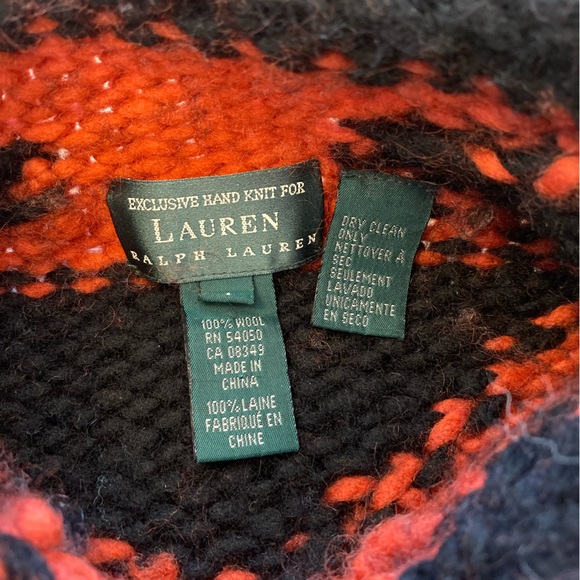 EXCLUSIVE HAND KNIT FOR
LAUREN
RALPH LAUREN
100% WOOL
RN 54050
CA 08349
MADE IN
CHINA
100% LAINE
FABRIQUÉ EN
CHINE
DRY CLEAN
ONLY
NETTOYER À
SEC
SEULEMENT
LAVADO
UNICAMENTE
EN SECO